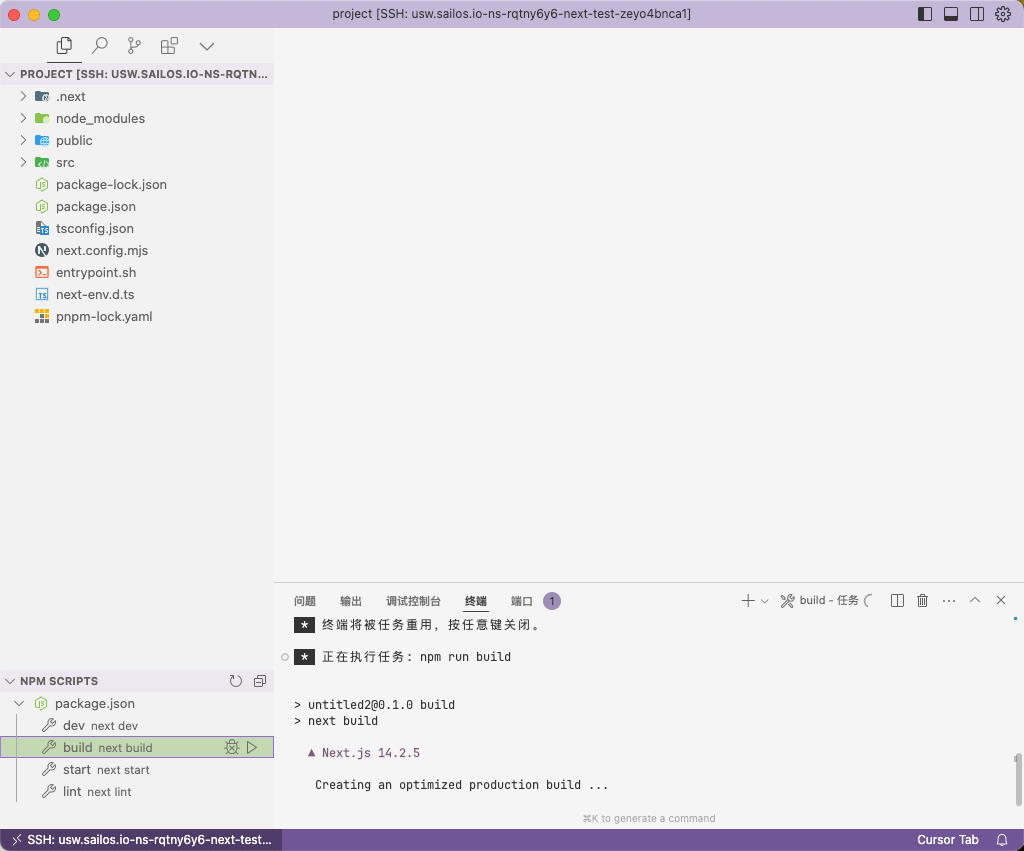 project [SSH: usw.sailos.io-ns-rqtny6y6-next-test-zeyo4bnca1]
PROJECT [SSH: USW.SAILOS.IO-NS-RQTN...
.next
node_modules
public
src
package-lock.json
package.json
tsconfig.json
next.config.mjs
entrypoint.sh
next-env.d.ts
pnpm-lock.yaml
问题 输出 调试控制台 终端 端口 1 build - 任务
* 终端将被任务重用，按任意键关闭。
* 正在执行任务: npm run build
> untitled2@0.1.0 build
> next build
▲ Next.js 14.2.5
Creating an optimized production build ...
⌘K to generate a command
NPM SCRIPTS
package.json
dev next dev
build next build
start next start
lint next lint
SSH: usw.sailos.io-ns-rqtny6y6-next-test...
Cursor Tab